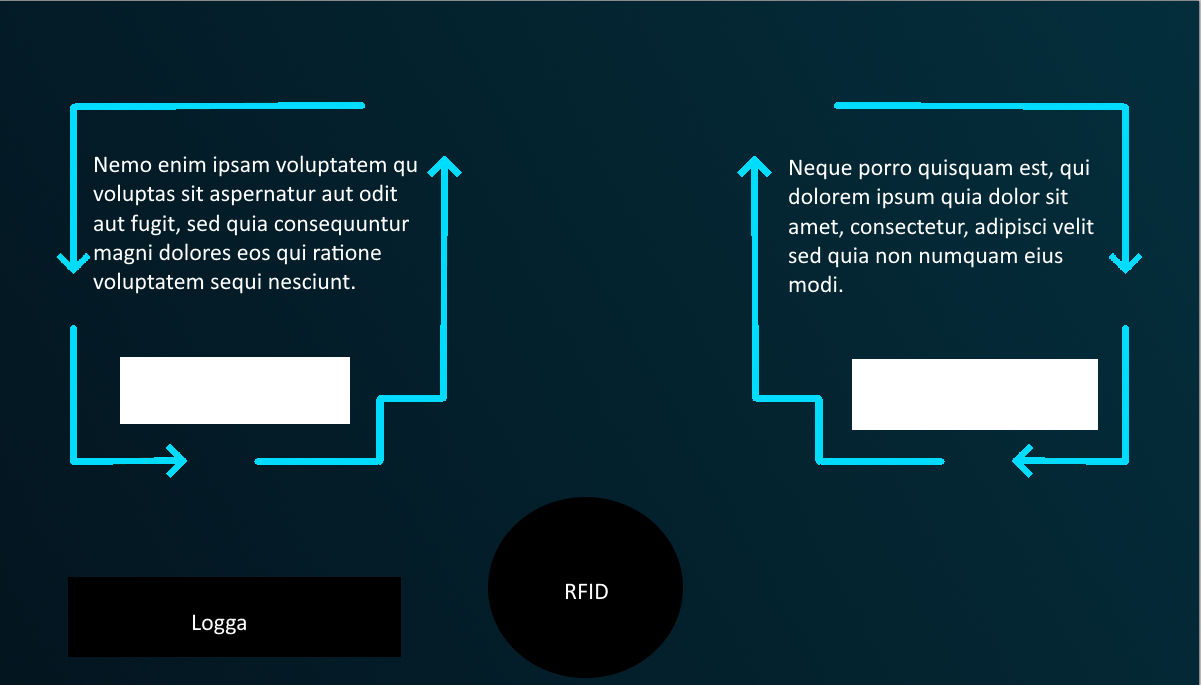 Nemo enim ipsam voluptatem qu
voluptas sit aspernatur aut odit
aut fugit, sed quia consequuntur
magni dolores eos qui ratione
voluptatem sequi nesciunt.
Neque porro quisquam est, qui
dolorem ipsum quia dolor sit
amet, consectetur, adipisci velit
sed quia non numquam eius
modi.
RFID
Logga